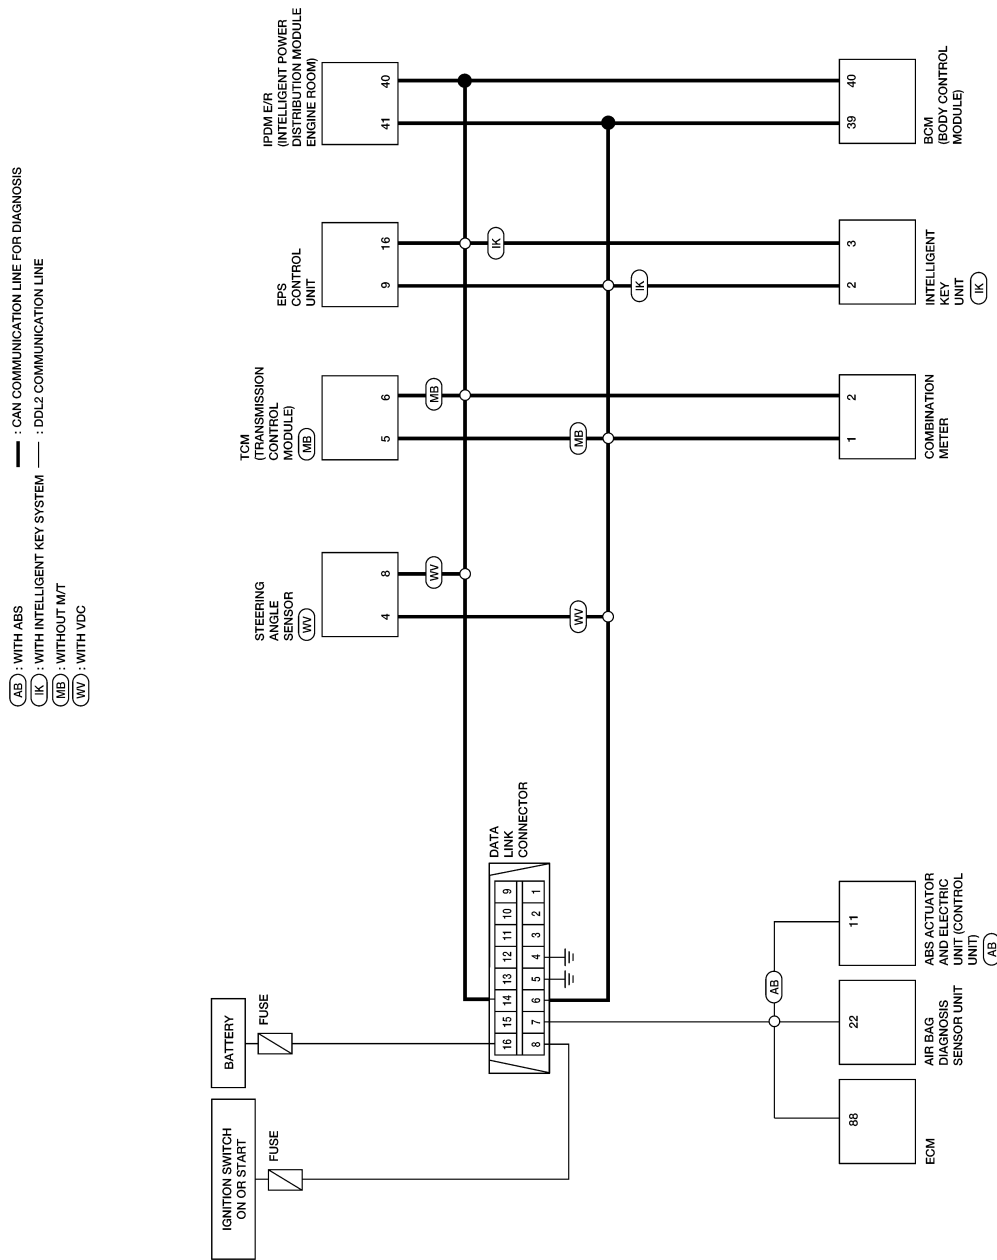 AB : WITH ABS
IK : WITH INTELLIGENT KEY SYSTEM
MB : WITHOUT M/T
WV : WITH VDC
: CAN COMMUNICATION LINE FOR DIAGNOSIS
: DDL2 COMMUNICATION LINE
IGNITION SWITCH
ON OR START
FUSE
BATTERY
FUSE
STEERING
ANGLE
SENSOR
WV
4
8
TCM
(TRANSMISSION
CONTROL
MODULE)
MB
5
6
EPS
CONTROL
UNIT
9
16
IPDM E/R
(INTELLIGENT POWER
DISTRIBUTION MODULE
ENGINE ROOM)
41
40
WV
MB
IK
WV
MB
IK
DATA
LINK
CONNECTOR
16 15 14 13 12 11 10 9
8 7 6 5 4 3 2 1
AB
88
ECM
22
AIR BAG
DIAGNOSIS
SENSOR UNIT
11
ABS ACTUATOR
AND ELECTRIC
UNIT (CONTROL
UNIT)
AB
1
2
COMBINATION
METER
2
3
INTELLIGENT
KEY
UNIT
IK
39
40
BCM
(BODY CONTROL
MODULE)